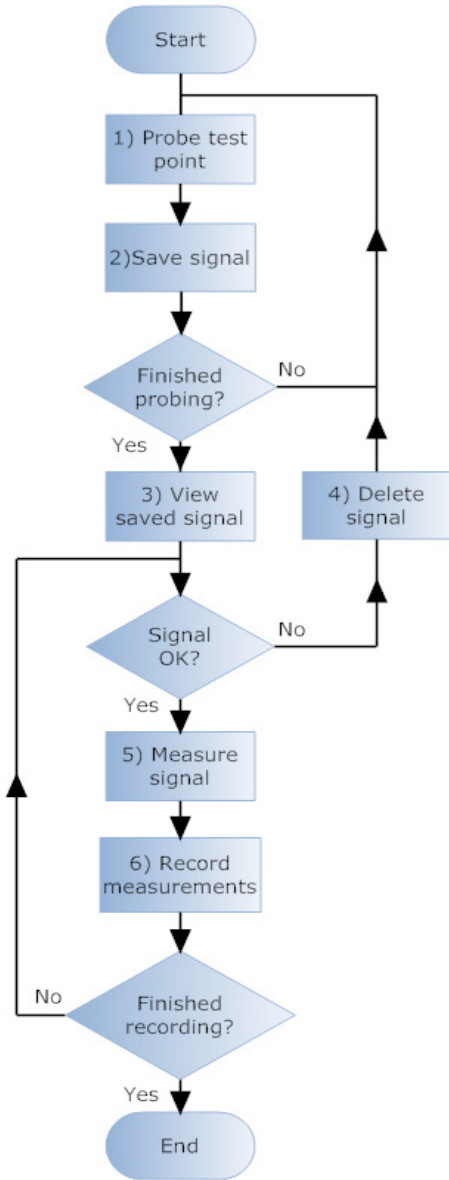 Start
1) Probe test
point
2)Save signal
Finished
probing?
No
Yes
3) View
saved signal
4) Delete
signal
Signal
OK?
No
Yes
5) Measure
signal
6) Record
measurements
Finished
recording?
No
Yes
End